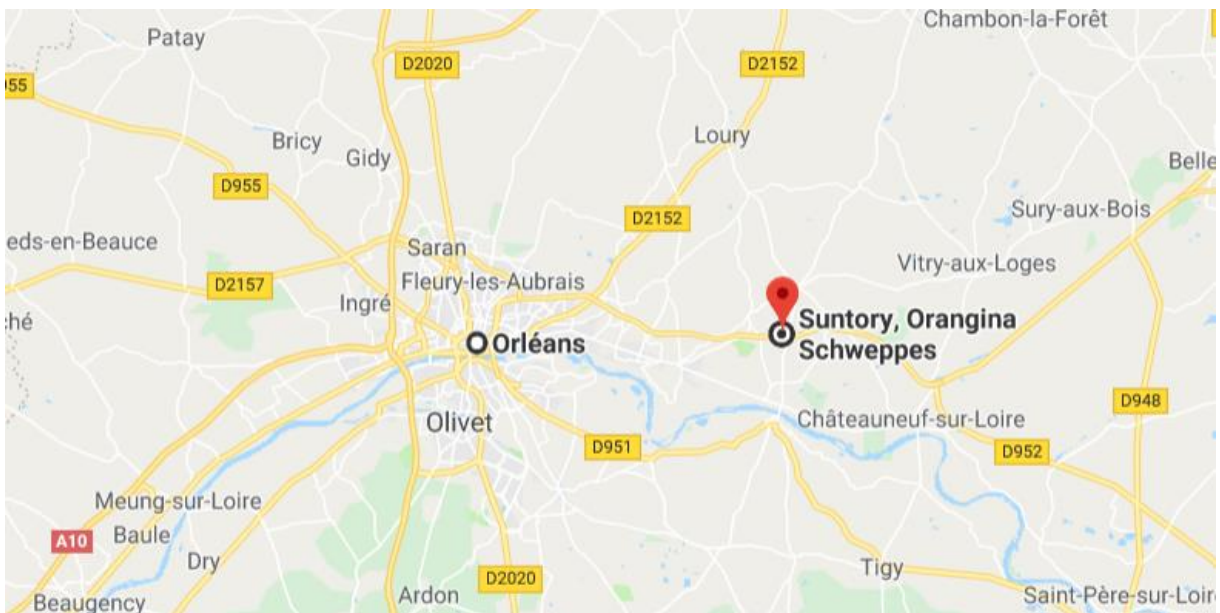 Chambon-la-Forêt
Patay
D2020
D2152
55
Bricy
Loury
Gidy
Belle
D955
Sury-aux-Bois
D2152
eds-en-Beauce
Saran
Vitry-aux-Loges
Fleury-les-Aubrais
D2157
Ingré
ché
Suntory, Orangina
Schweppes
Orléans
D948
Olivet
Châteauneuf-sur-Loire
D951
D952
Meung-sur-Loire
A10
Baule
Dry
Tigy
D2020
Ardon
Saint-Père-sur-Loir
Beaugency